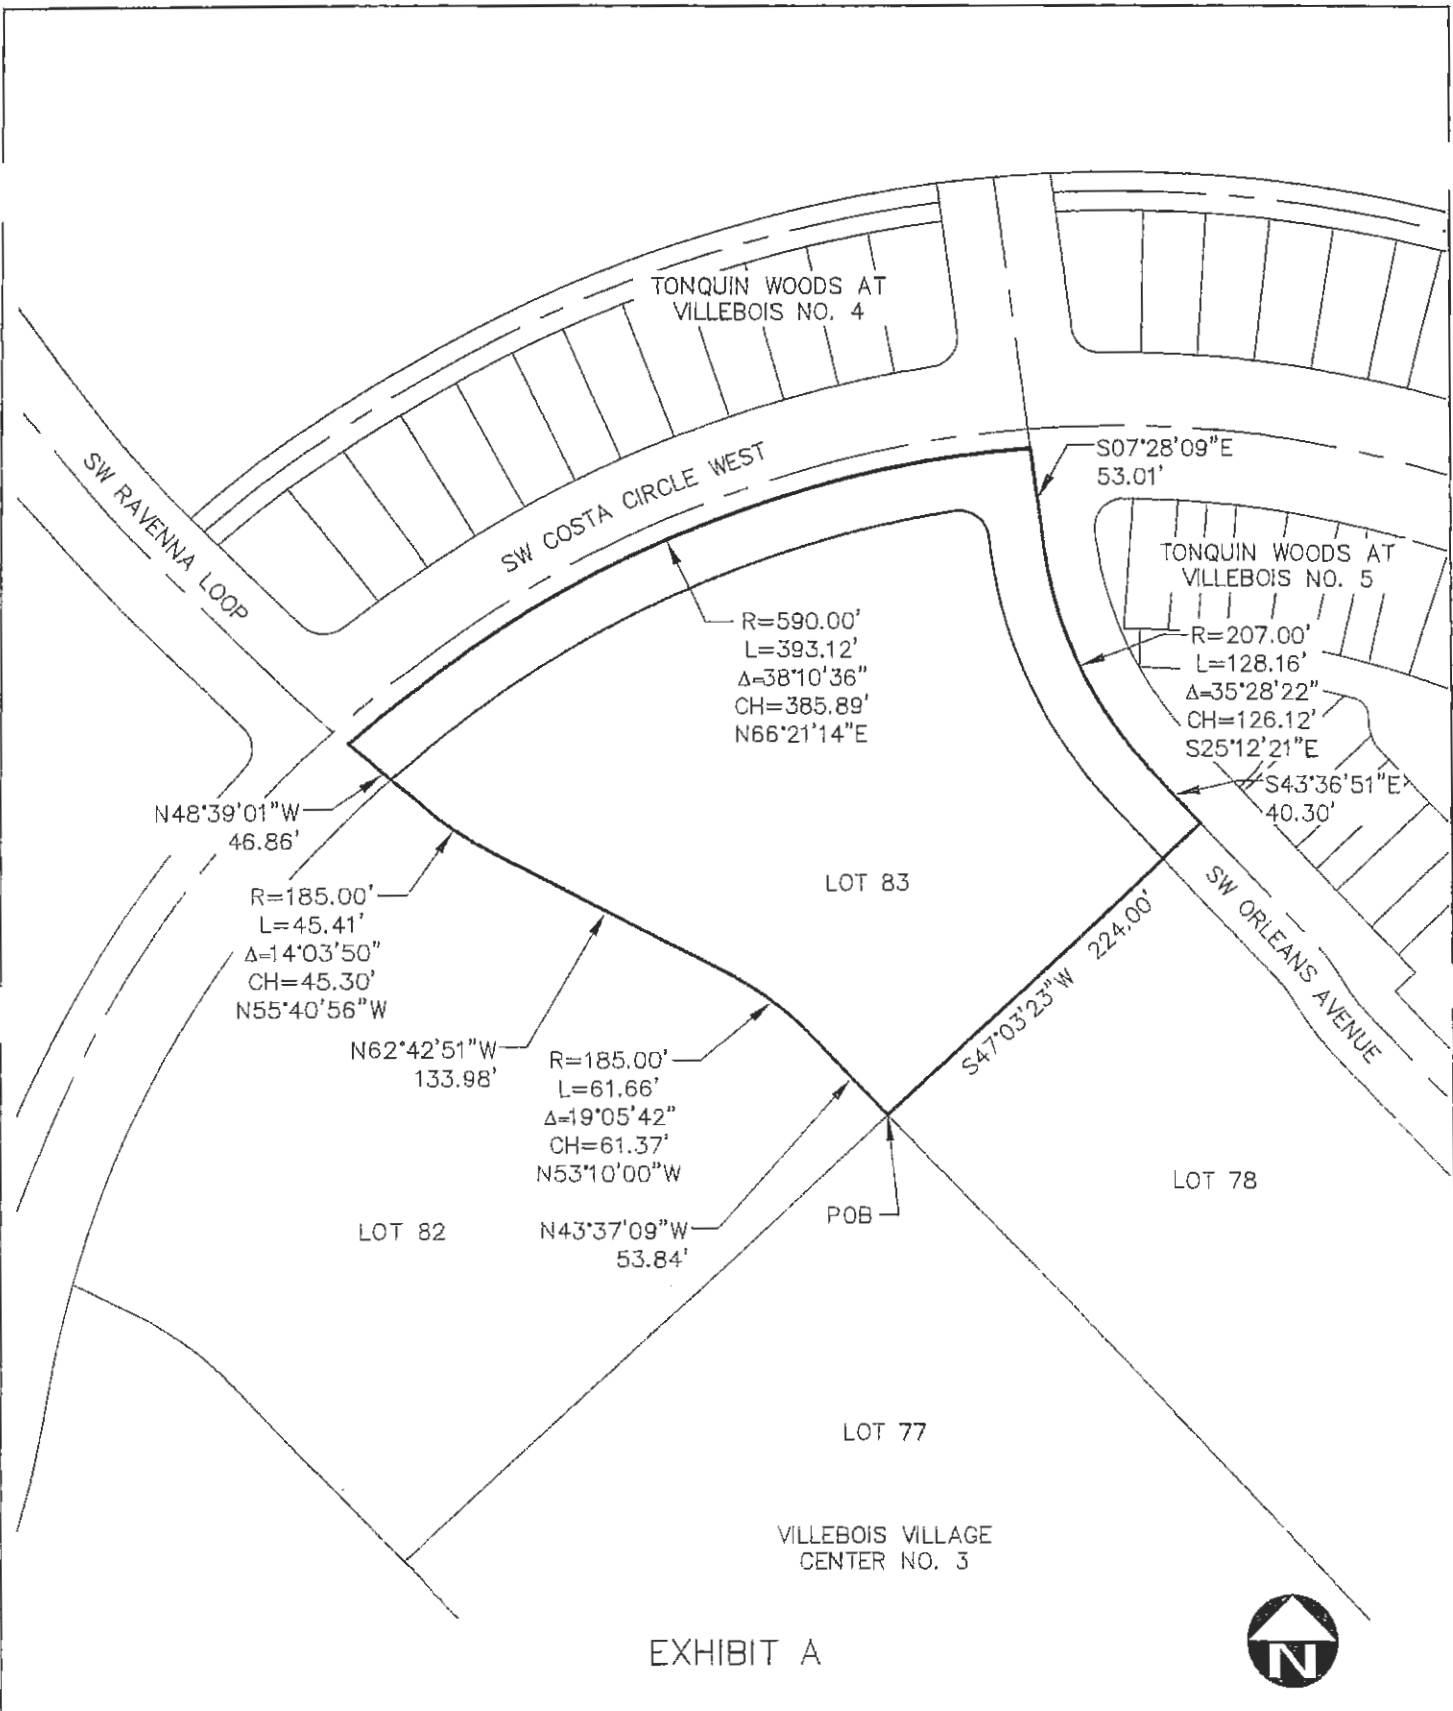 TONQUIN WOODS AT
VILLEBOIS NO. 4
SW RAVENNA LOOP
SW COSTA CIRCLE WEST
S07°28'09"E
53.01'
TONQUIN WOODS AT
VILLEBOIS NO. 5
R=590.00'
L=393.12'
Δ=38°10'36"
CH=385.89'
N66°21'14"E
R=207.00'
L=128.16'
Δ=35°28'22"
CH=126.12'
S25°12'21"E
S43°36'51"E
40.30'
N48°39'01"W
46.86'
R=185.00'
L=45.41'
Δ=14°03'50"
CH=45.30'
N55°40'56"W
LOT 83
SW ORLEANS AVENUE
S47°03'23"W 224.00'
N62°42'51"W
133.98'
R=185.00'
L=61.66'
Δ=19°05'42"
CH=61.37'
N53°10'00"W
N43°37'09"W
53.84'
POB
LOT 78
LOT 82
LOT 77
VILLEBOIS VILLAGE
CENTER NO. 3
EXHIBIT A
N